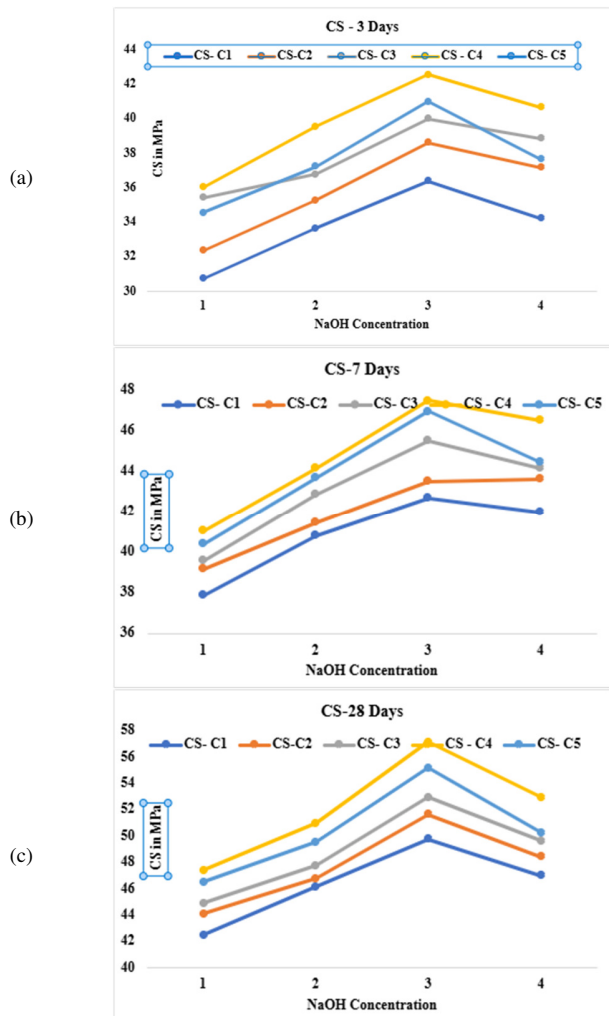 (a)
CS - 3 Days
CS- C1 CS-C2 CS- C3 CS - C4 CS- C5
CS in MPa
44
42
40
38
36
34
32
30
1 2 3 4
NaOH Concentration
(b)
CS-7 Days
CS- C1 CS-C2 CS- C3 CS - C4 CS- C5
CS in MPa
48
46
44
42
40
38
36
1 2 3 4
NaOH Concentration
(c)
CS-28 Days
CS- C1 CS-C2 CS- C3 CS - C4 CS- C5
CS in MPa
58
56
54
52
50
48
46
44
42
40
1 2 3 4
NaOH Concentration